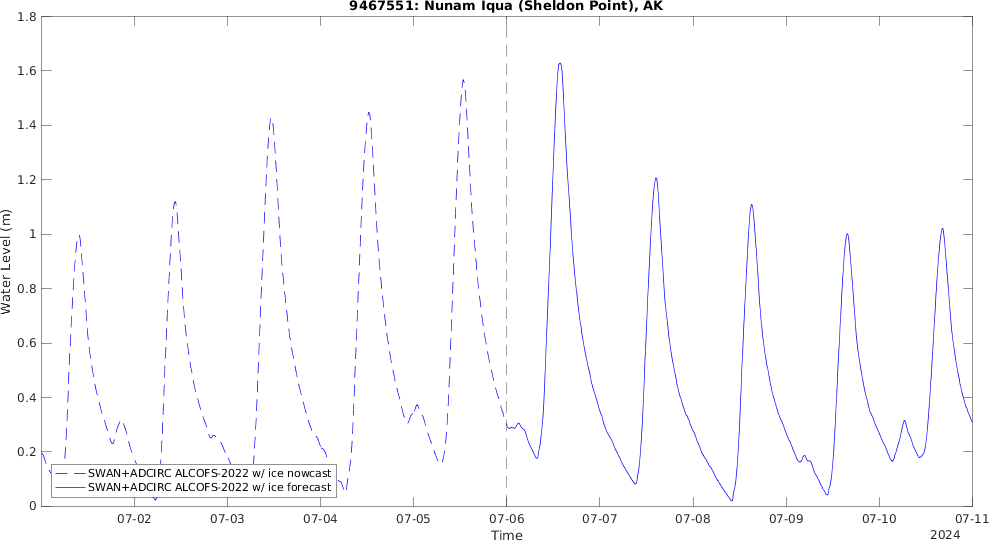 9467551: Nunam Iqua (Sheldon Point), AK
Water Level (m)
1.8
1.6
1.4
1.2
1
0.8
0.6
0.4
0.2
0
SWAN+ADCIRC ALCOFS-2022 w/ ice nowcast
SWAN+ADCIRC ALCOFS-2022 w/ ice forecast
07-02 07-03 07-04 07-05 07-06 07-07 07-08 07-09 07-10 07-11
Time
2024